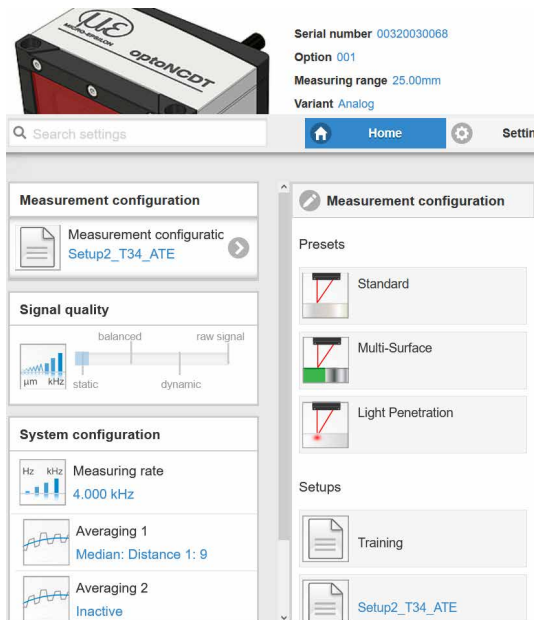 MICRO-EPSILON
optoNCDT
Serial number 00320030068
Option 001
Measuring range 25.00mm
Variant Analog
Search settings
Home
Settin
Measurement configuration
Measurement configuratic
Setup2_T34_ATE
Signal quality
balanced
raw signal
µm kHz
static
dynamic
System configuration
Hz kHz
Measuring rate
4.000 kHz
Averaging 1
Median: Distance 1: 9
Averaging 2
Inactive
Measurement configuration
Presets
Standard
Multi-Surface
Light Penetration
Setups
Training
Setup2_T34_ATE